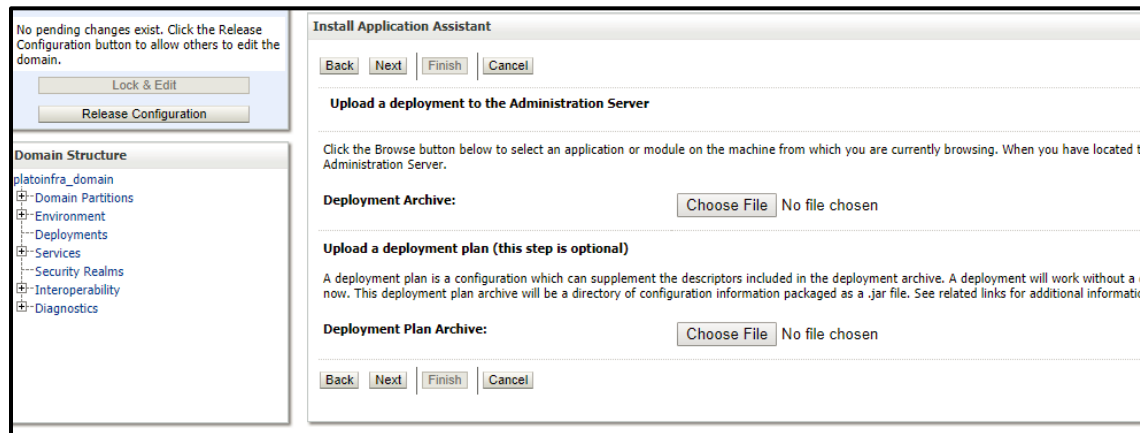 No pending changes exist. Click the Release
Configuration button to allow others to edit the
domain.
Lock & Edit
Release Configuration
Domain Structure
platoinfra_domain
Domain Partitions
Environment
Deployments
Services
Security Realms
Interoperability
Diagnostics
Install Application Assistant
Back Next Finish Cancel
Upload a deployment to the Administration Server
Click the Browse button below to select an application or module on the machine from which you are currently browsing. When you have located
Administration Server.
Deployment Archive: Choose File No file chosen
Upload a deployment plan (this step is optional)
A deployment plan is a configuration which can supplement the descriptors included in the deployment archive. A deployment will work without a
now. This deployment plan archive will be a directory of configuration information packaged as a .jar file. See related links for additional
Deployment Plan Archive: Choose File No file chosen
Back Next Finish Cancel